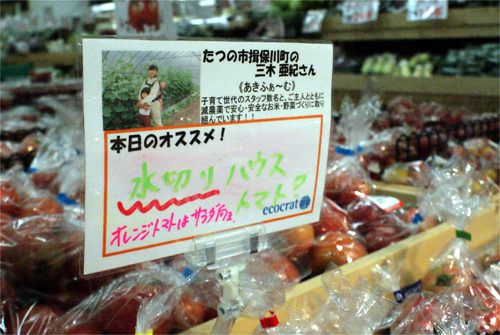 たつの市揖保川町の
三木 亜紀さん
《あきふぁ～む》
子育て世代のスタッフ数名と、ご主人とともに
減農薬で安心・安全なお米・野菜づくりに取り
組んでいます！！
本日のオススメ！
水切り ハウス
トマト!
オレンジトマトは サラダ向き
ecocrat